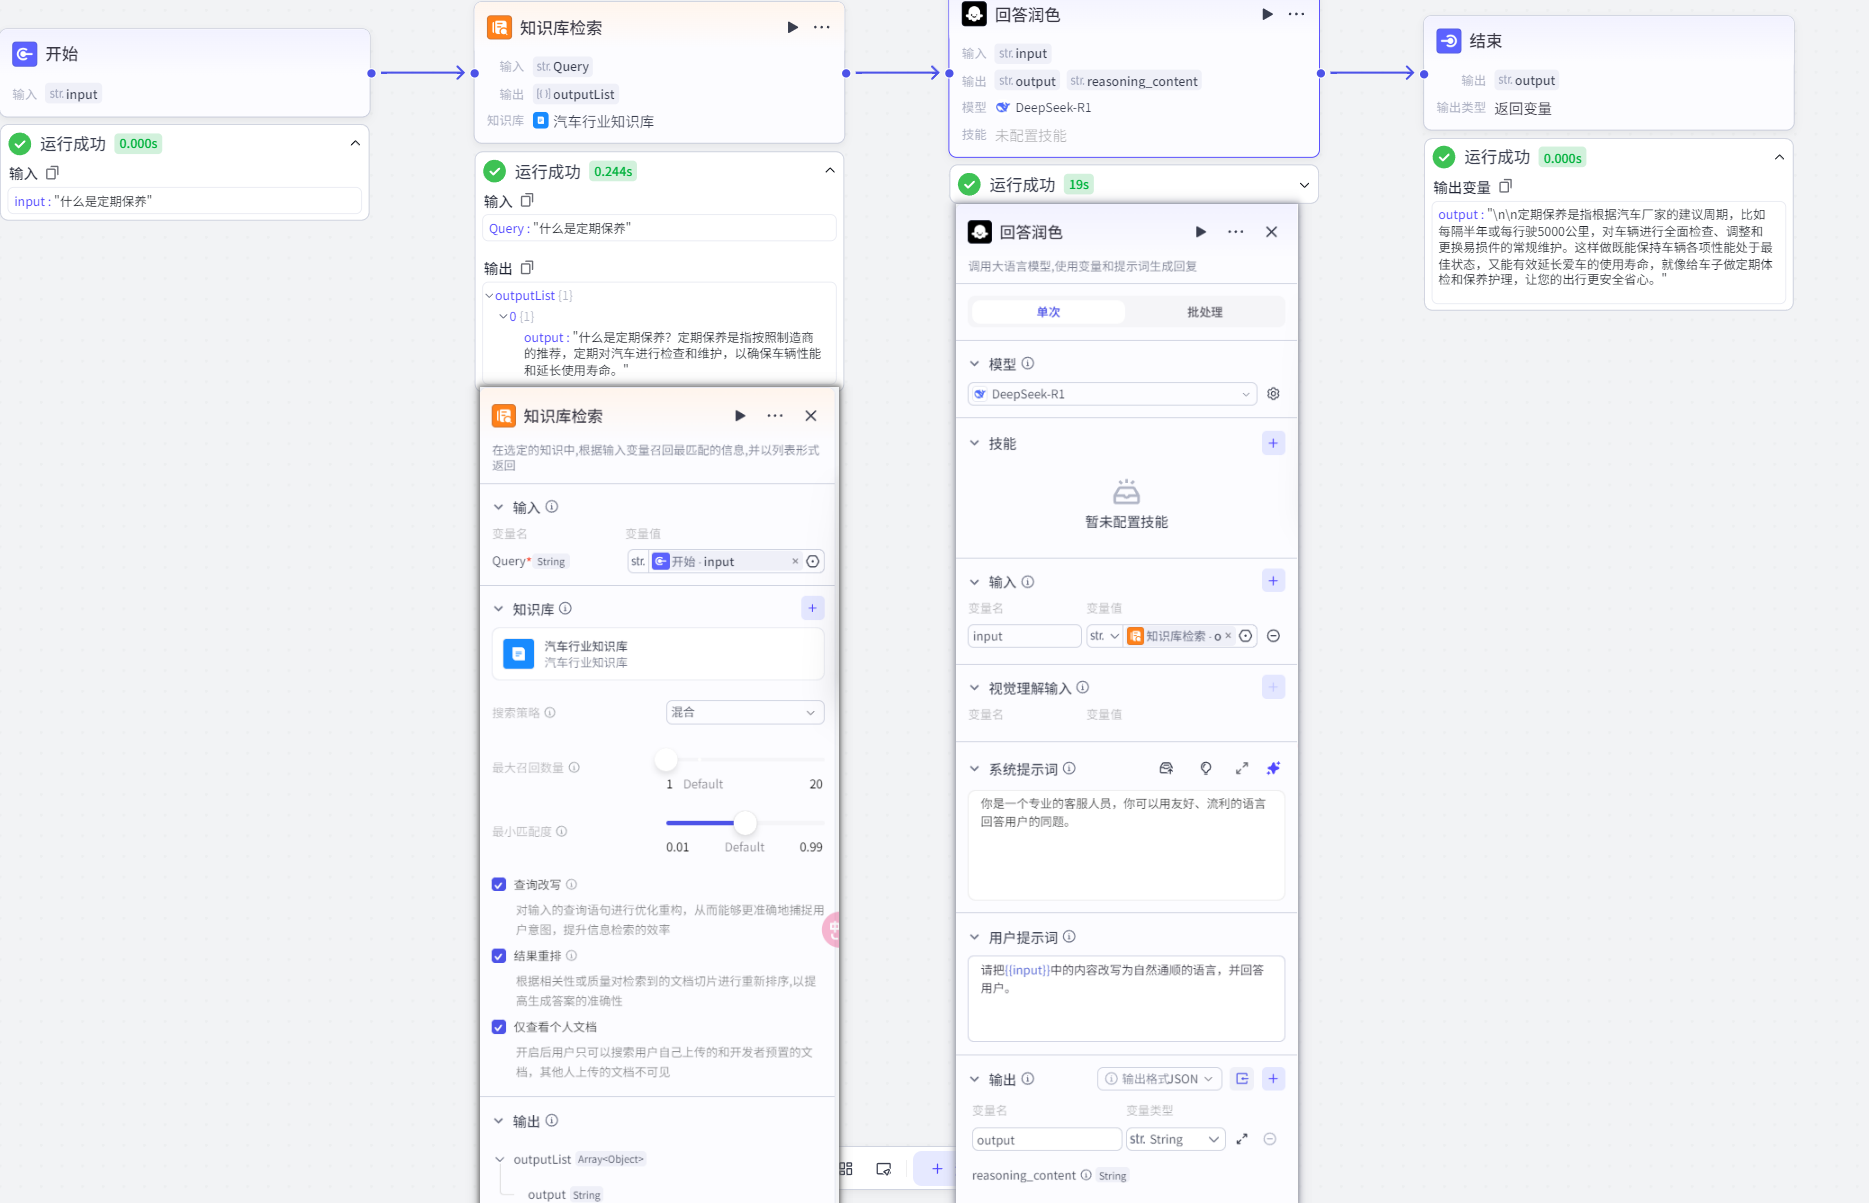 开始
输入 str. input
运行成功 0.000s
输入
input : "什么是定期保养"
知识库检索
输入 str. Query
输出 [()] outputList
知识库 汽车行业知识库
运行成功 0.244s
输入
Query : "什么是定期保养"
输出
outputList {1}
0 {1}
output : "什么是定期保养？定期保养是指按照制造商
的推荐，定期对汽车进行检查和维护，以确保车辆性能
和延长使用寿命。"
知识库检索
在选定的知识中,根据输入变量召回最匹配的信息,并以列表形式
返回
输入
变量名 变量值
Query* String str. 开始 · input ×
知识库
汽车行业知识库
汽车行业知识库
搜索策略 混合
最大召回数量
1 Default 20
最小匹配度
0.01 Default 0.99
查询改写
对输入的查询语句进行优化重构，从而能够更准确地捕捉用
户意图，提升信息检索的效率
结果重排
根据相关性或质量对检索到的文档切片进行重新排序,以提
高生成答案的准确性
仅查看个人文档
开启后用户只可以搜索用户自己上传的和开发者预置的文
档，其他人上传的文档不可见
输出
outputList Array<Object>
output String
回答润色
输入 str. input
输出 str. output str. reasoning_content
模型 DeepSeek-R1
技能 未配置技能
运行成功 19s
回答润色
调用大语言模型,使用变量和提示词生成回复
单次 批处理
模型
DeepSeek-R1
技能
暂未配置技能
输入
变量名 变量值
input str. 知识库检索 · o ×
视觉理解输入
变量名 变量值
系统提示词
你是一个专业的客服人员，你可以用友好、流利的语言
回答用户的问题。
用户提示词
请把{{input}}中的内容改写为自然通顺的语言，并回答
用户。
输出 输出格式JSON
变量名 变量类型
output str. String
reasoning_content String
结束
输出 str. output
输出类型 返回变量
运行成功 0.000s
输出变量
output : "\n\n定期保养是指根据汽车厂家的建议周期，比如
每隔半年或每行驶5000公里，对车辆进行全面检查、调整和
更换易损件的常规维护。这样做既能保持车辆各项性能处于最
佳状态，又能有效延长爱车的使用寿命，就像给车子做定期体
检和保养护理，让您的出行更安全省心。"